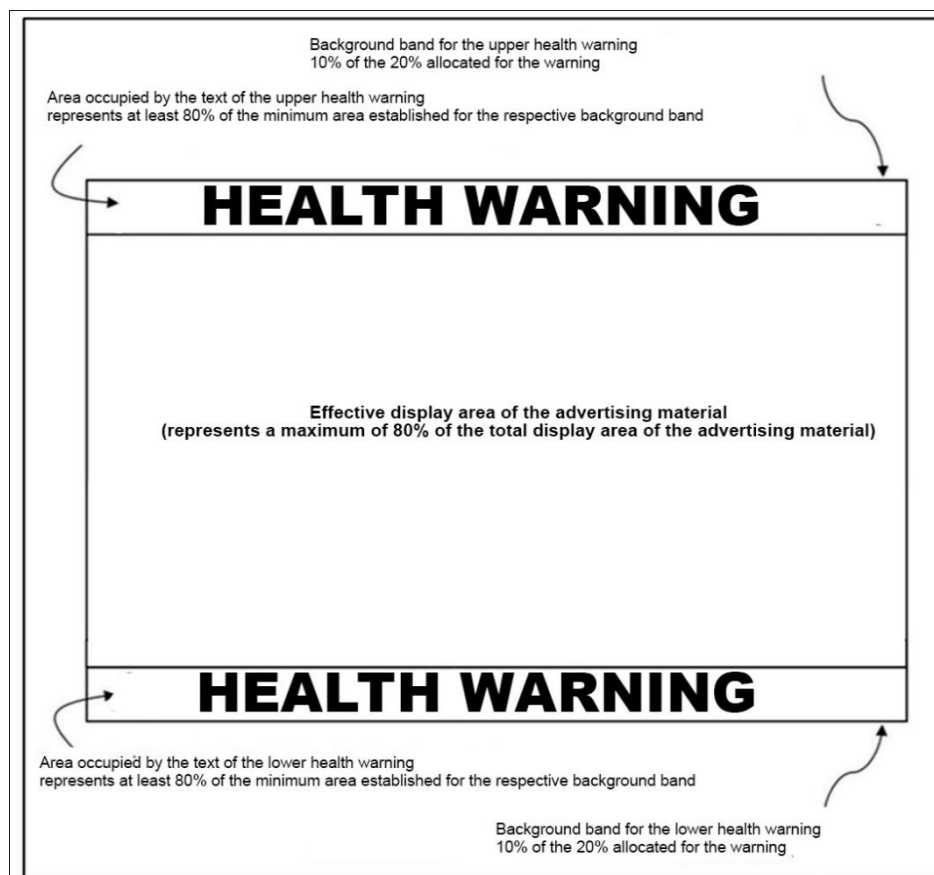 Background band for the upper health warning
10% of the 20% allocated for the warning
Area occupied by the text of the upper health warning
represents at least 80% of the minimum area established for the respective background band
HEALTH WARNING
Effective display area of the advertising material
(represents a maximum of 80% of the total display area of the advertising material)
HEALTH WARNING
Area occupied by the text of the lower health warning
represents at least 80% of the minimum area established for the respective background band
Background band for the lower health warning
10% of the 20% allocated for the warning